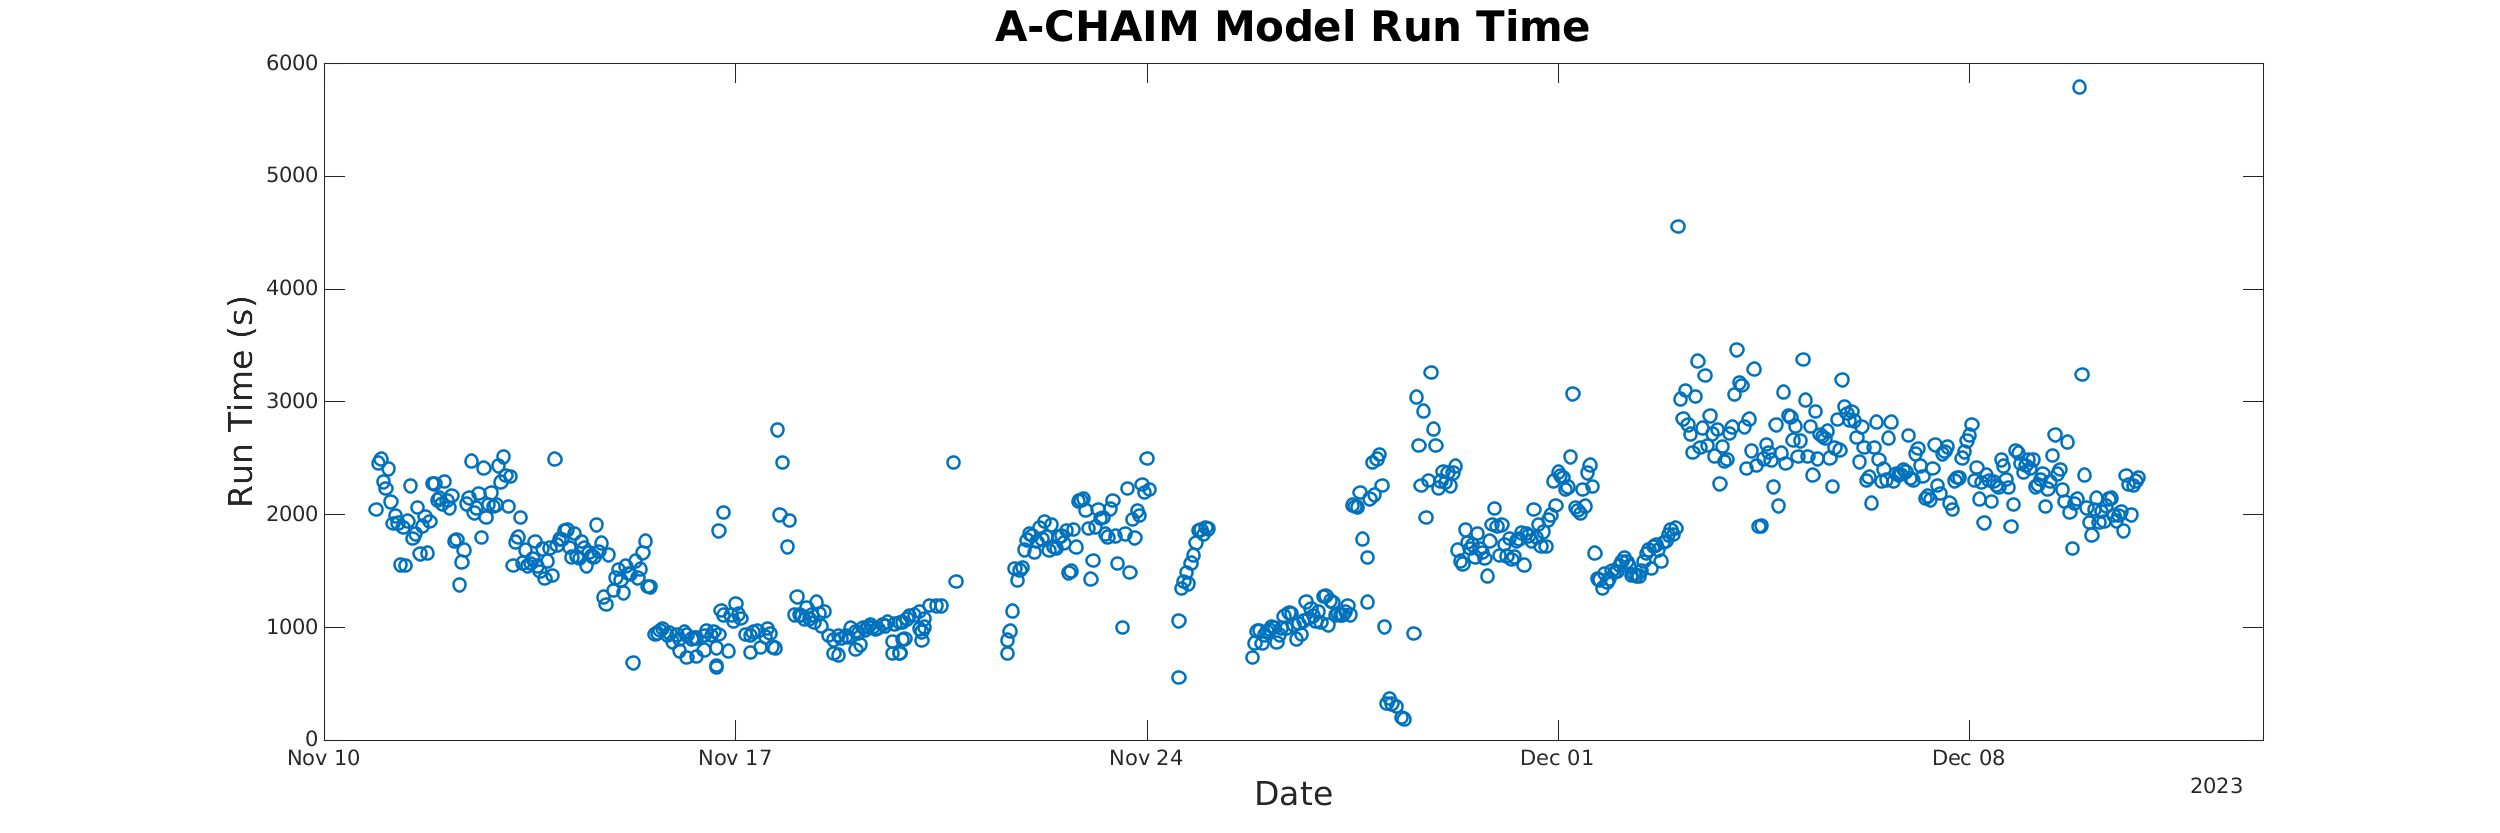 A-CHAIM Model Run Time
6000
5000
4000
3000
2000
1000
0
Run Time (s)
Nov 10
Nov 17
Nov 24
Dec 01
Dec 08
Date
2023